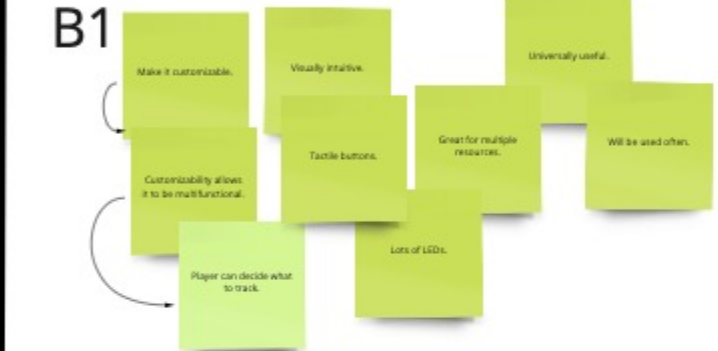 B1
Make it customizable.
Visually intuitive.
Universally useful.
Customizability allows
it to be multifunctional.
Tactile buttons.
Great for multiple
resources.
Will be used often.
Player can decide what
to track.
Lots of LEDs.